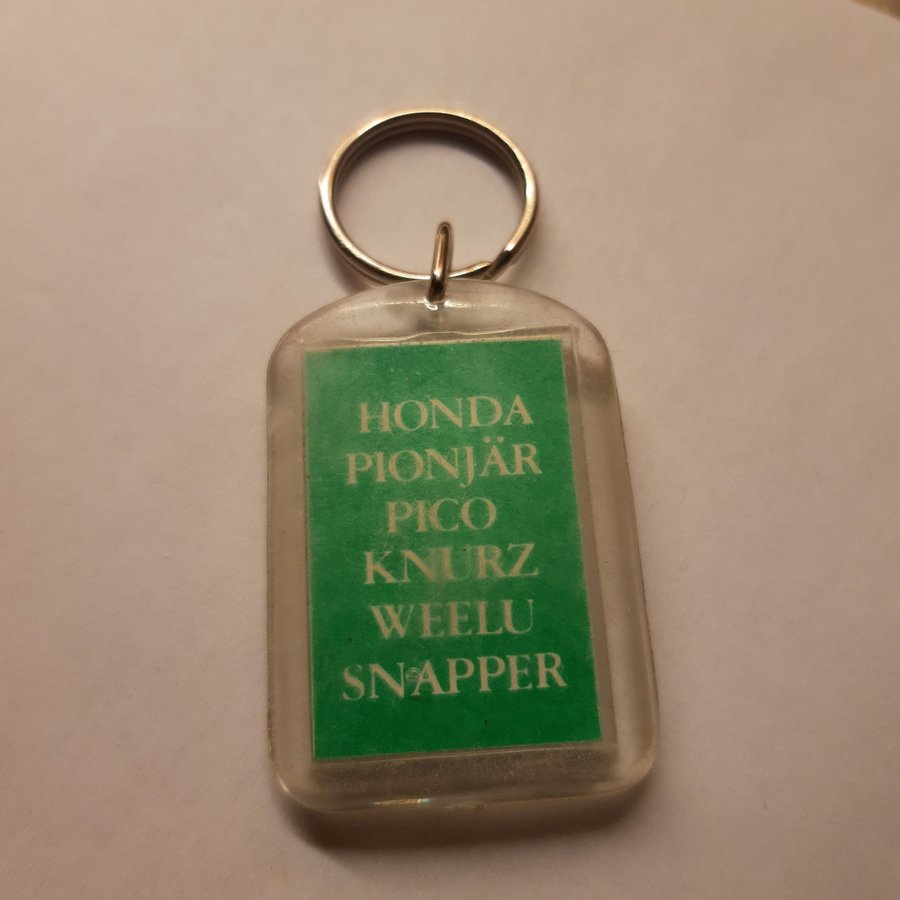 HONDA
PIONJÄR
PICO
KNURZ
WEELU
SNAPPER